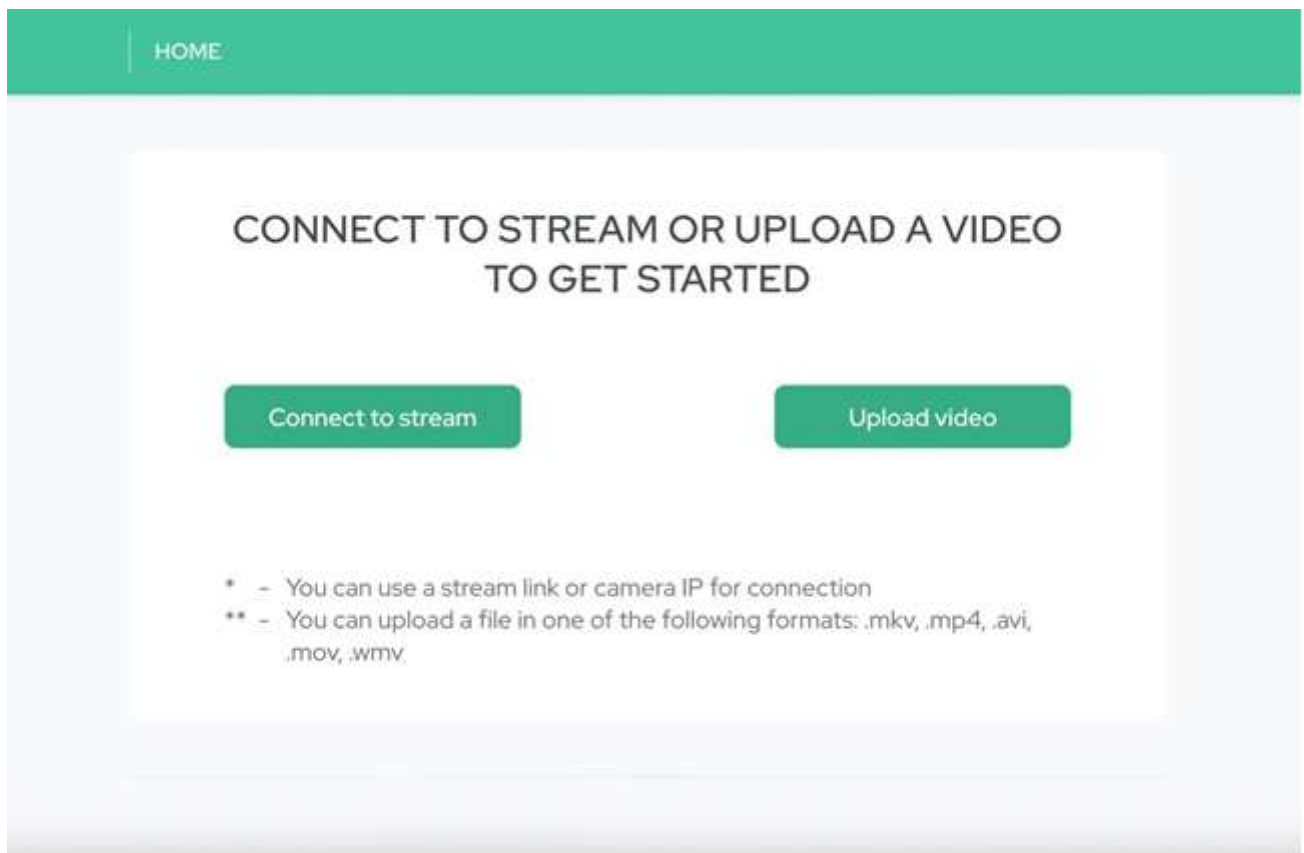 HOME
CONNECT TO STREAM OR UPLOAD A VIDEO
TO GET STARTED
Connect to stream
Upload video
* - You can use a stream link or camera IP for connection
** - You can upload a file in one of the following formats: .mkv, .mp4, .avi,
.mov, .wmv